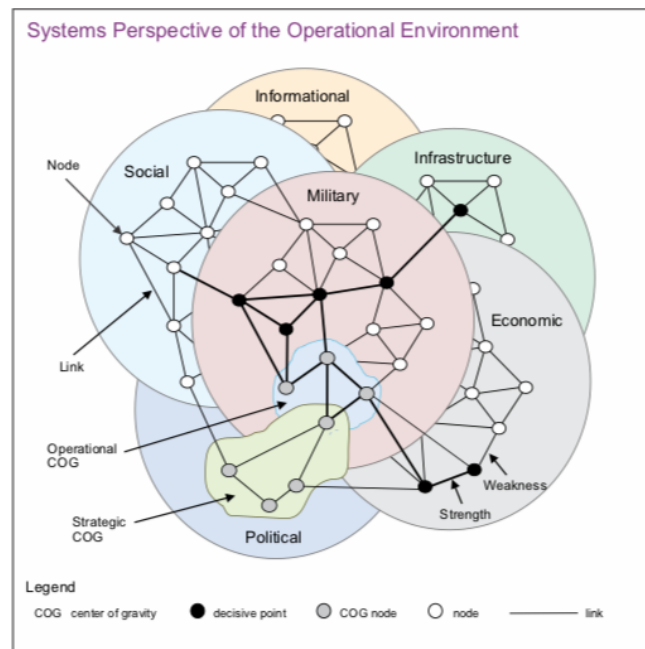 Systems Perspective of the Operational Environment
Informational
Infrastructure
Node
Social
Military
Economic
Link
Operational
COG
Weakness
Strength
Strategic
COG
Political
Legend
COG center of gravity decisive point COG node node link